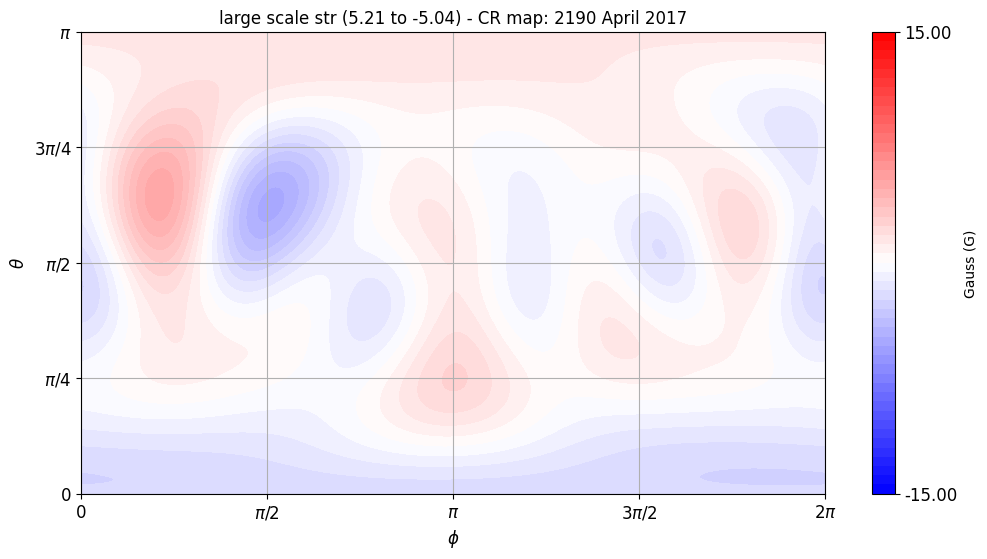 large scale str (5.21 to -5.04) - CR map: 2190 April 2017
π
3π/4
π/2
π/4
0
θ
0
π/2
π
3π/2
2π
ϕ
15.00
-15.00
Gauss (G)